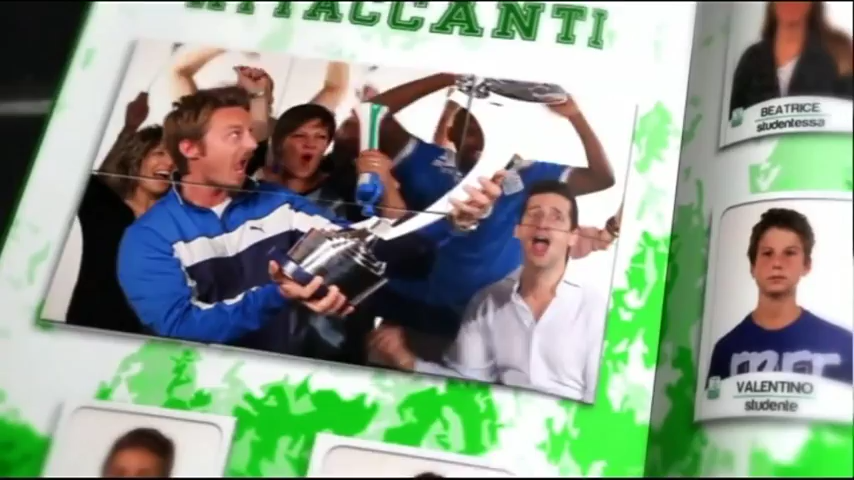 ATTACCANTI
BEATRICE
studentessa
VALENTINO
studente